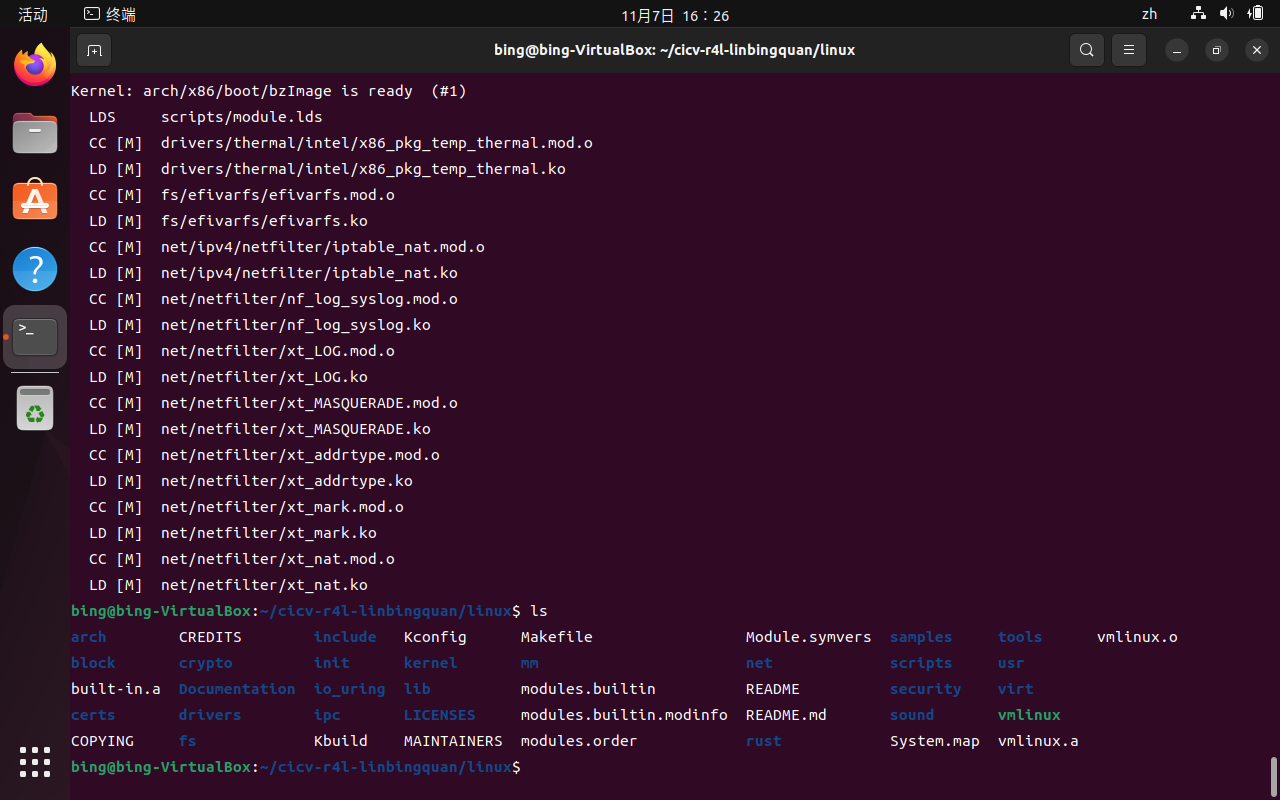 活动 终端 11月7日 16：26 zh
bing@bing-VirtualBox: ~/cicv-r4l-linbingquan/linux
Kernel: arch/x86/boot/bzImage is ready (#1)
LDS scripts/module.lds
CC [M] drivers/thermal/intel/x86_pkg_temp_thermal.mod.o
LD [M] drivers/thermal/intel/x86_pkg_temp_thermal.ko
CC [M] fs/efivarfs/efivarfs.mod.o
LD [M] fs/efivarfs/efivarfs.ko
CC [M] net/ipv4/netfilter/iptable_nat.mod.o
LD [M] net/ipv4/netfilter/iptable_nat.ko
CC [M] net/netfilter/nf_log_syslog.mod.o
LD [M] net/netfilter/nf_log_syslog.ko
CC [M] net/netfilter/xt_LOG.mod.o
LD [M] net/netfilter/xt_LOG.ko
CC [M] net/netfilter/xt_MASQUERADE.mod.o
LD [M] net/netfilter/xt_MASQUERADE.ko
CC [M] net/netfilter/xt_addrtype.mod.o
LD [M] net/netfilter/xt_addrtype.ko
CC [M] net/netfilter/xt_mark.mod.o
LD [M] net/netfilter/xt_mark.ko
CC [M] net/netfilter/xt_nat.mod.o
LD [M] net/netfilter/xt_nat.ko
bing@bing-VirtualBox:~/cicv-r4l-linbingquan/linux$ ls
arch CREDITS include Kconfig Makefile Module.symvers samples tools vmlinux.o
block crypto init kernel mm net scripts usr
built-in.a Documentation io_uring lib modules.builtin README security virt
certs drivers ipc LICENSES modules.builtin.modinfo README.md sound vmlinux
COPYING fs Kbuild MAINTAINERS modules.order rust System.map vmlinux.a
bing@bing-VirtualBox:~/cicv-r4l-linbingquan/linux$